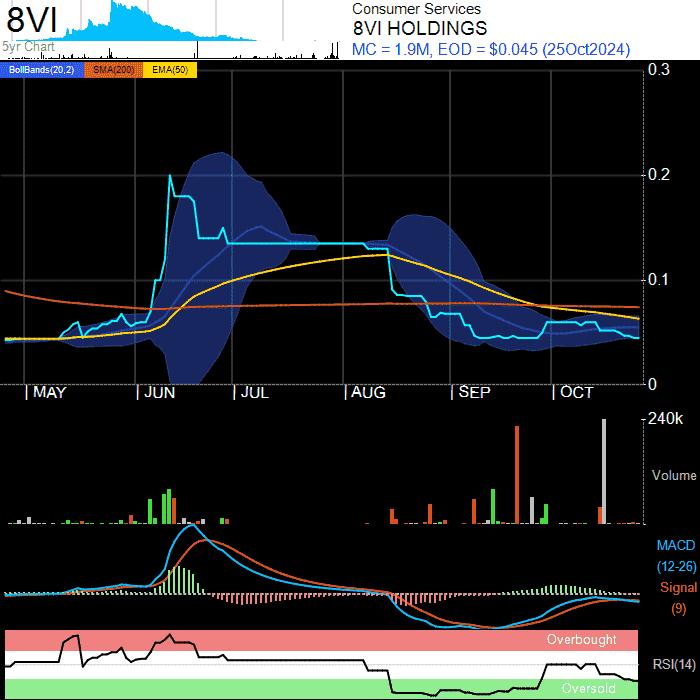 8VI
Consumer Services
8VI HOLDINGS
MC = 1.9M, EOD = $0.045 (25Oct2024)
5yr Chart
BollBands(20,2) SMA(200) EMA(50)
0.3
0.2
0.1
0
MAY JUN JUL AUG SEP OCT
240k
Volume
MACD
(12-26)
Signal
(9)
Overbought
RSI(14)
Oversold